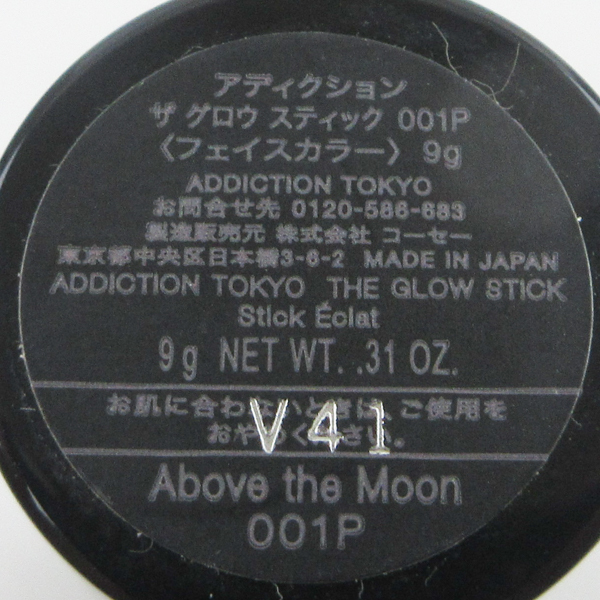 アディクション
ザ グロウ スティック 001P
〈フェイスカラー〉 9g
ADDICTION TOKYO
お問合せ先 0120-586-683
製造販売元 株式会社 コーセー
東京都中央区日本橋3-6-2 MADE IN JAPAN
ADDICTION TOKYO THE GLOW STICK
Stick Éclat
9g NET WT. .31 OZ.
お肌に合わないときは、ご使用を
おやめください。
V41
Above the Moon
001P